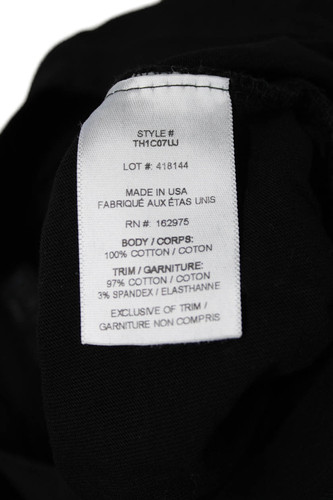 STYLE #
TH1C07UJ
LOT #: 418144
MADE IN USA
FABRIQUÉ AUX ÉTAS UNIS
RN #: 162975
BODY / CORPS:
100% COTTON / COTON
TRIM / GARNITURE:
97% COTTON / COTON
3% SPANDEX / ELASTHANNE
EXCLUSIVE OF TRIM /
GARNITURE NON COMPRIS